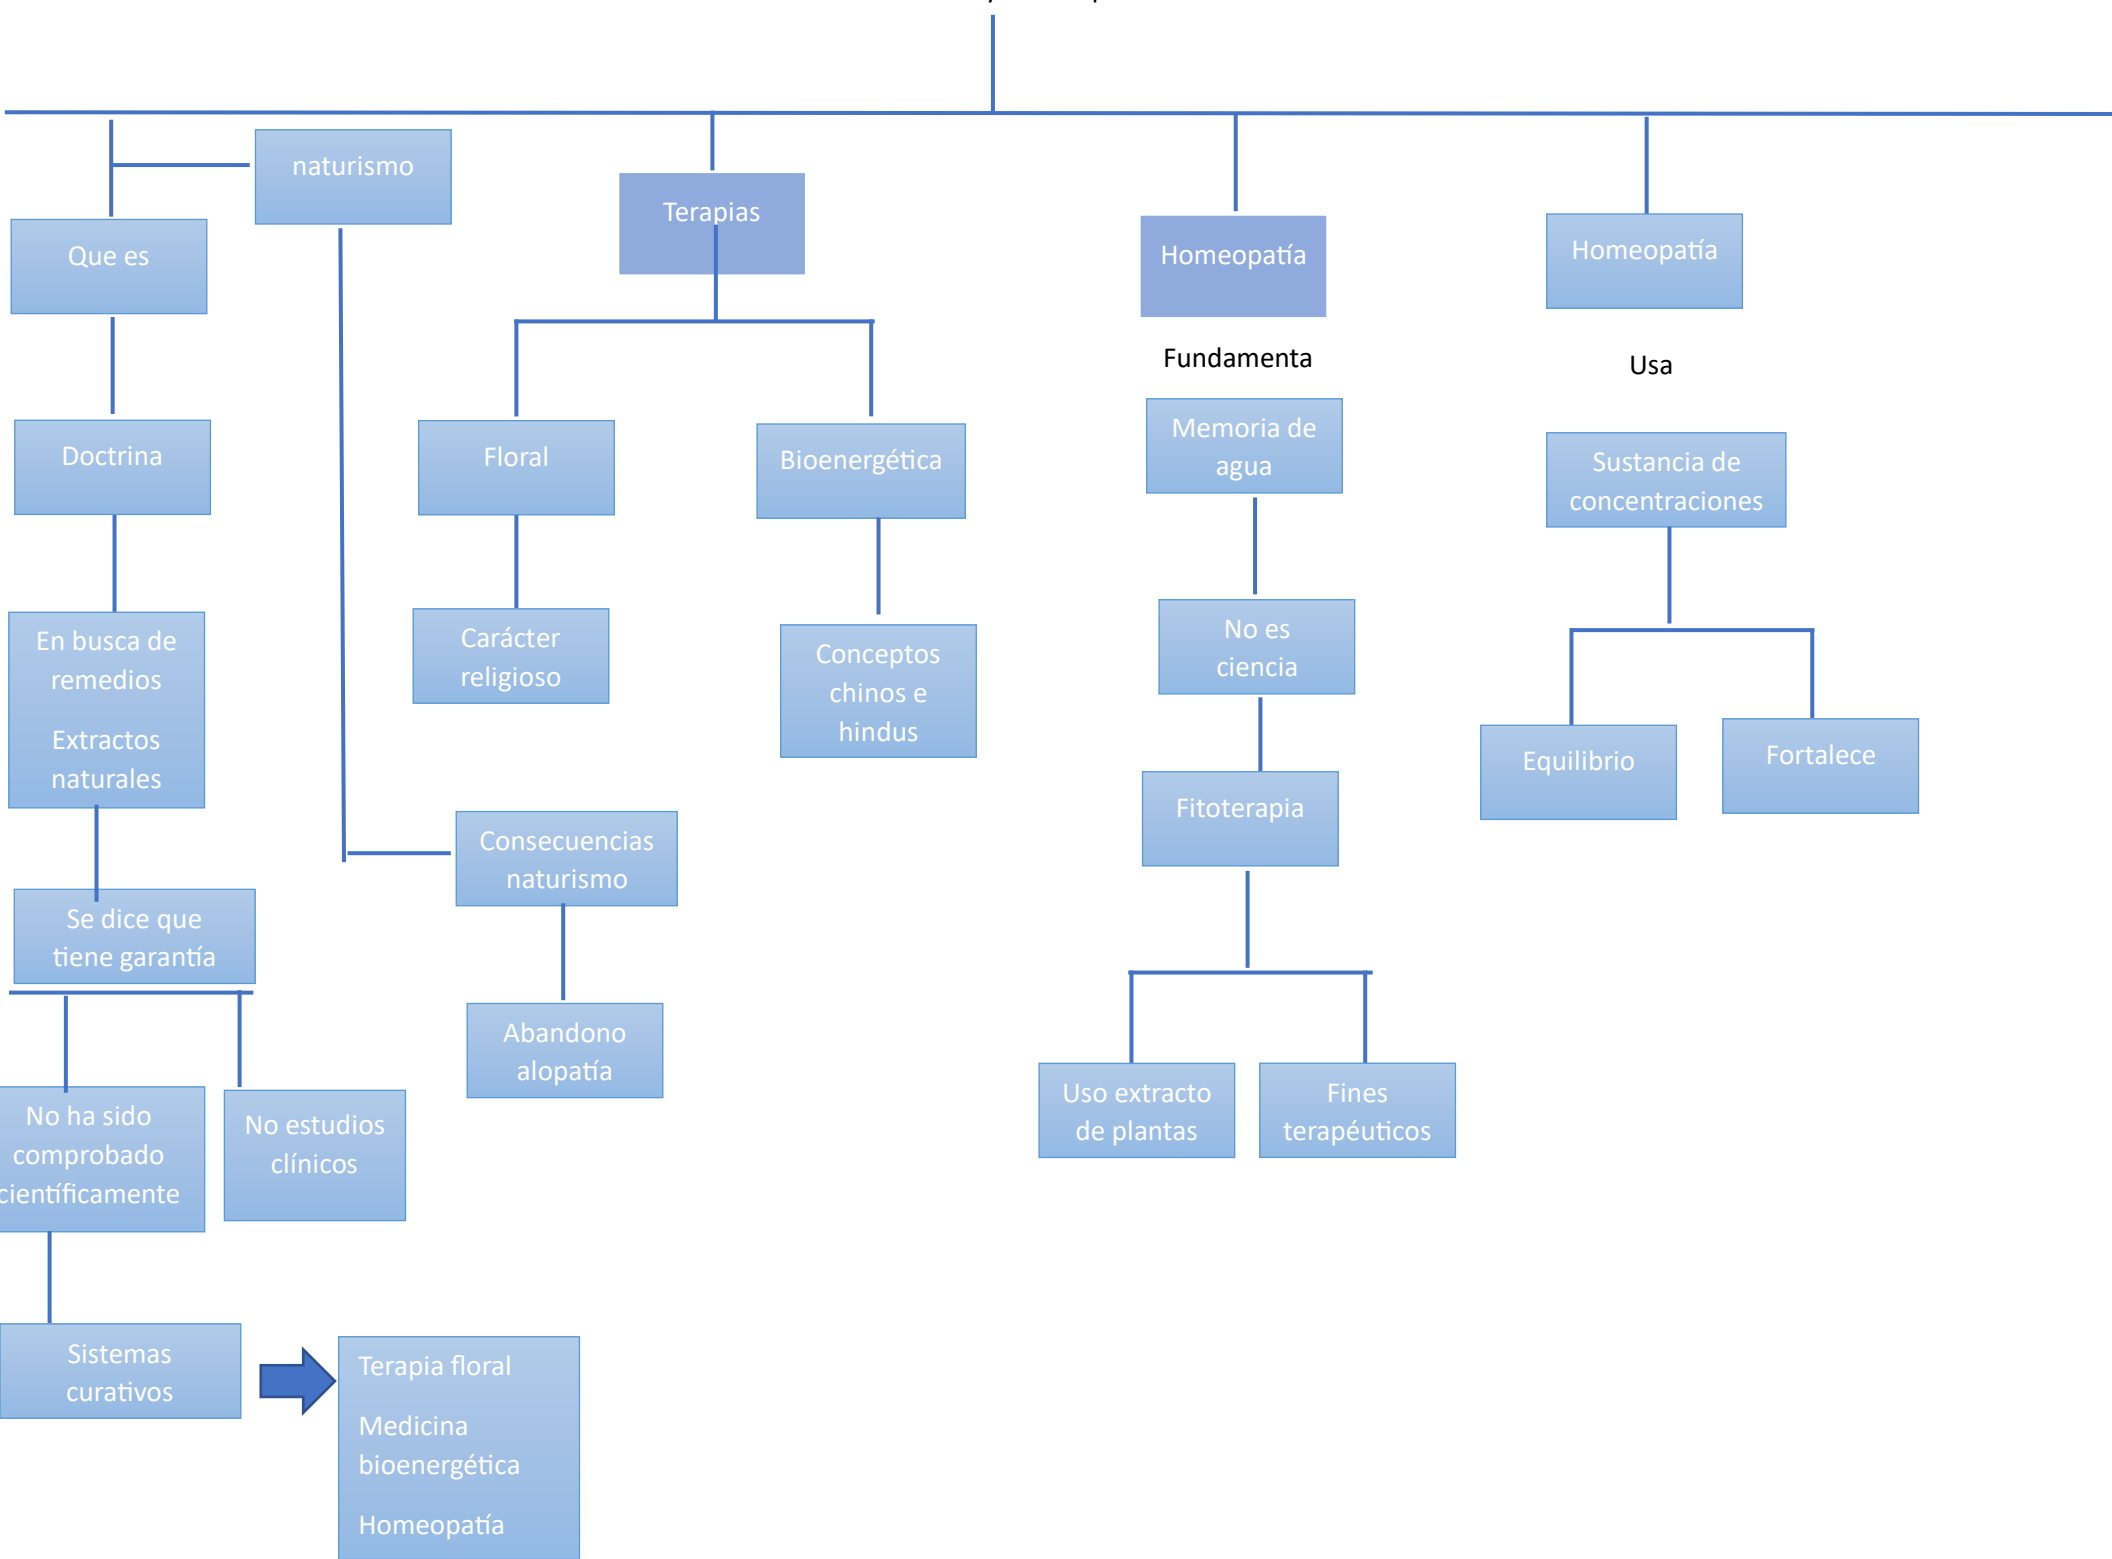 naturismo
Terapias
Que es
Homeopatía
Homeopatía
Fundamenta
Usa
Doctrina
Floral
Bioenergética
Memoria de
agua
Sustancia de
concentraciones
En busca de
remedios
Extractos
naturales
Carácter
religioso
Conceptos
chinos e
hindus
No es
ciencia
Equilibrio
Fortalece
Fitoterapia
Consecuencias
naturismo
Se dice que
tiene garantía
Abandono
alopatía
No ha sido
comprobado
científicamente
No estudios
clínicos
Uso extracto
de plantas
Fines
terapéuticos
Sistemas
curativos
Terapia floral
Medicina
bioenergética
Homeopatía